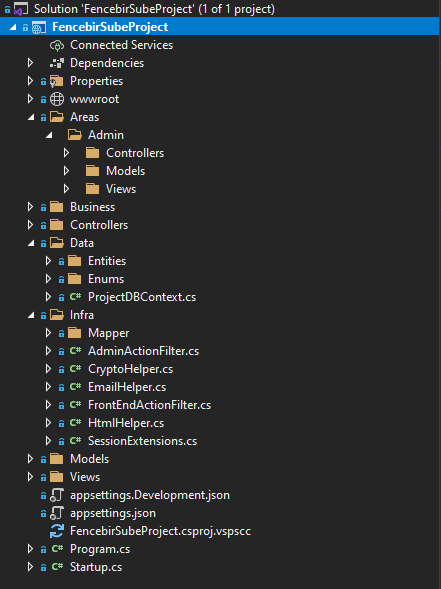 Solution 'FencebirSubeProject' (1 of 1 project)
FencebirSubeProject
Connected Services
Dependencies
Properties
wwwroot
Areas
Admin
Controllers
Models
Views
Business
Controllers
Data
Entities
Enums
C# ProjectDBContext.cs
Infra
Mapper
C# AdminActionFilter.cs
C# CryptoHelper.cs
C# EmailHelper.cs
C# FrontEndActionFilter.cs
C# HtmlHelper.cs
C# SessionExtensions.cs
Models
Views
appsettings.Development.json
appsettings.json
FencebirSubeProject.csproj.vspscc
C# Program.cs
C# Startup.cs